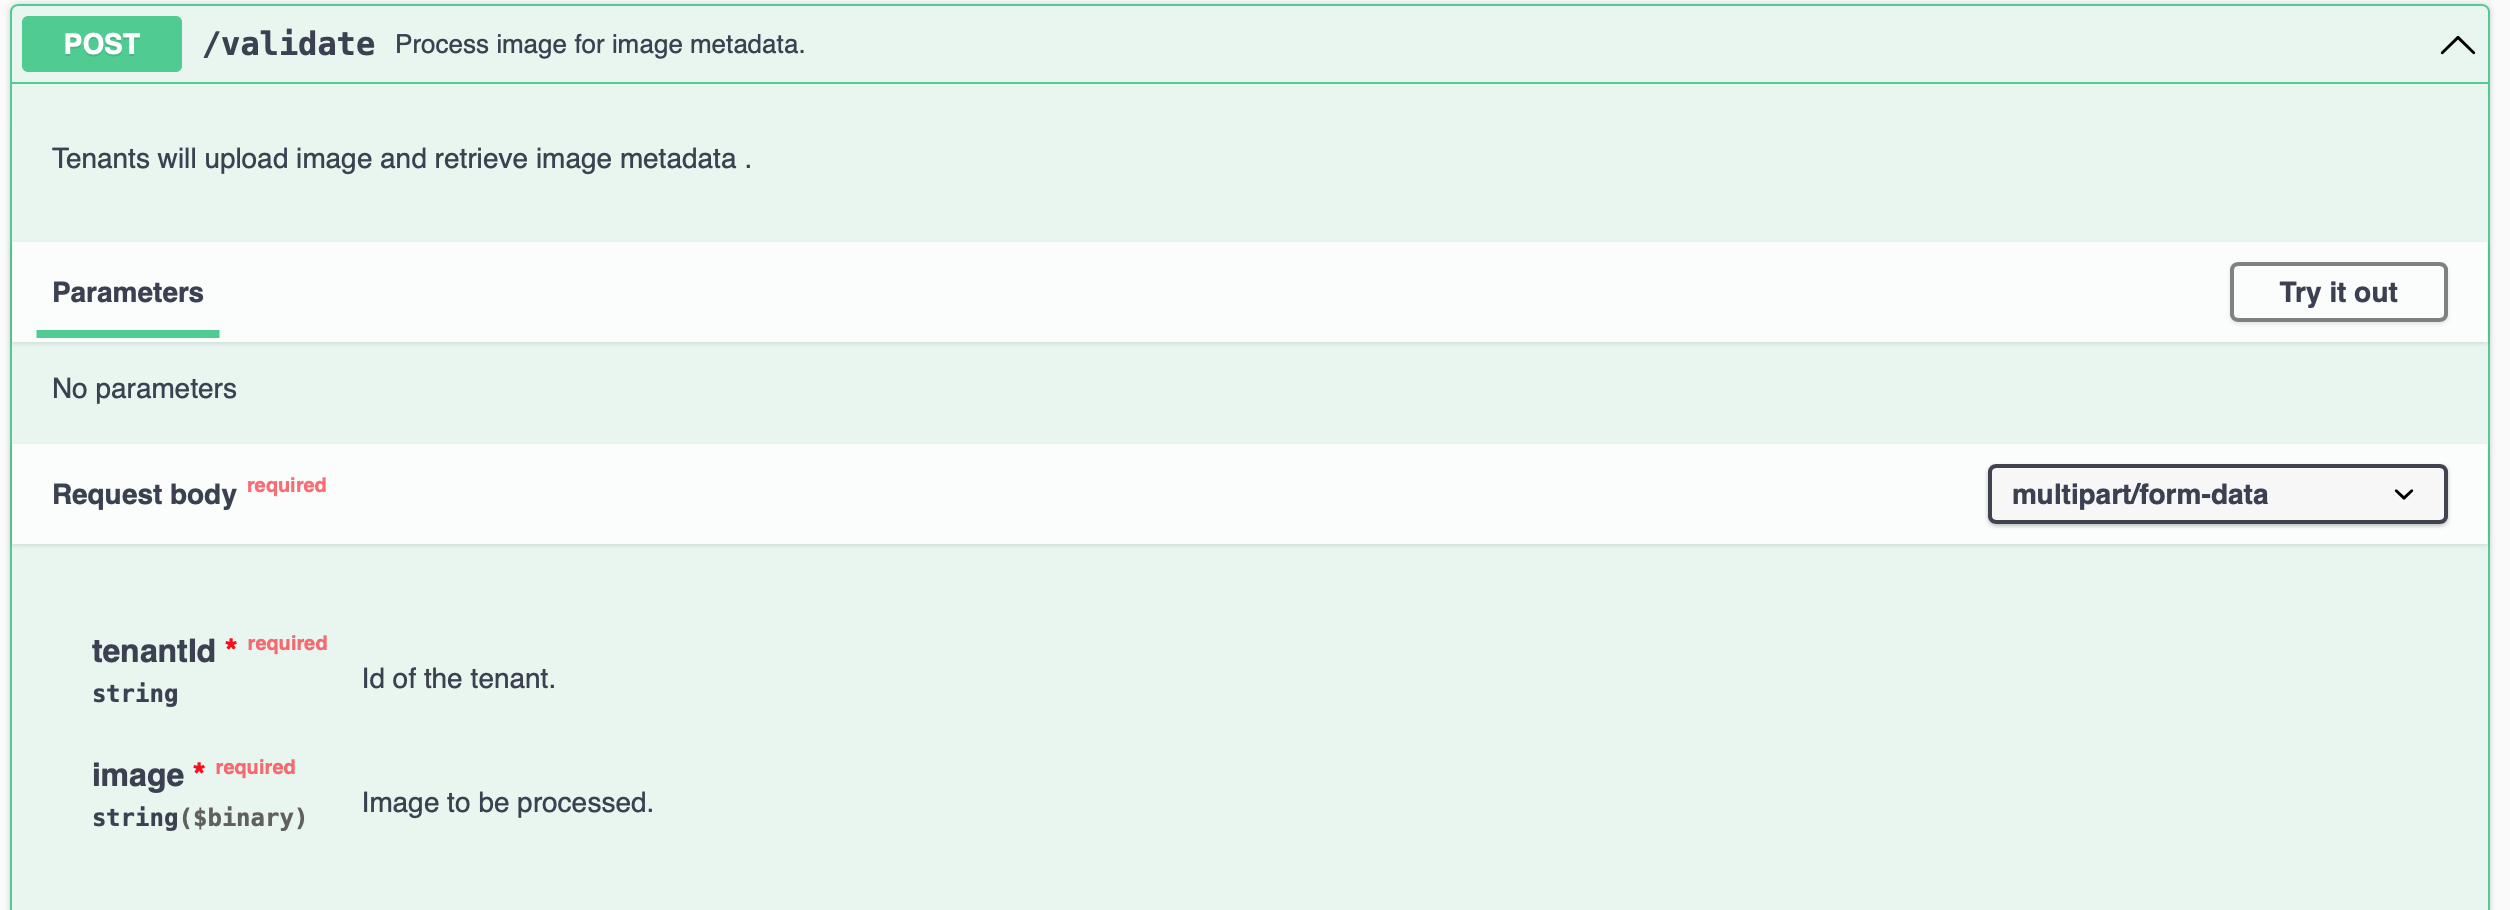 POST /validate Process image for image metadata.
Tenants will upload image and retrieve image metadata .
Parameters Try it out
No parameters
Request body required multipart/form-data
tenantId * required
string
Id of the tenant.
image * required
string($binary)
Image to be processed.